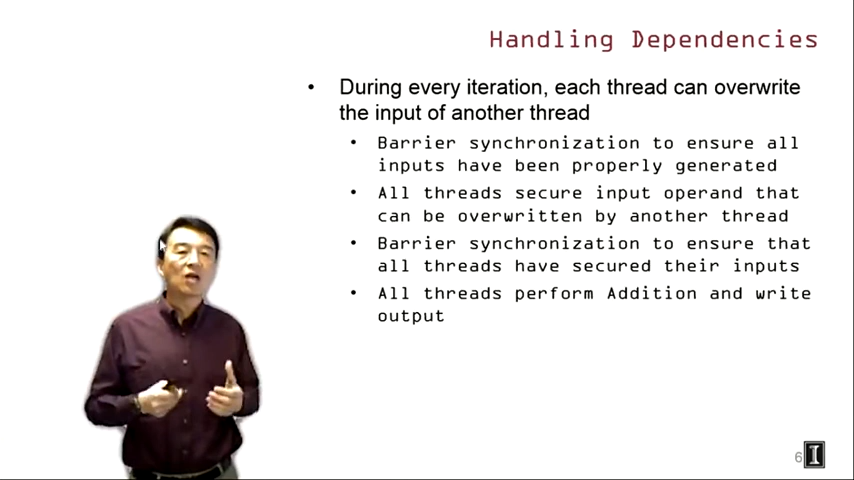 Handling Dependencies
• During every iteration, each thread can overwrite
the input of another thread
• Barrier synchronization to ensure all
inputs have been properly generated
• All threads secure input operand that
can be overwritten by another thread
• Barrier synchronization to ensure that
all threads have secured their inputs
• All threads perform Addition and write
output
6 I